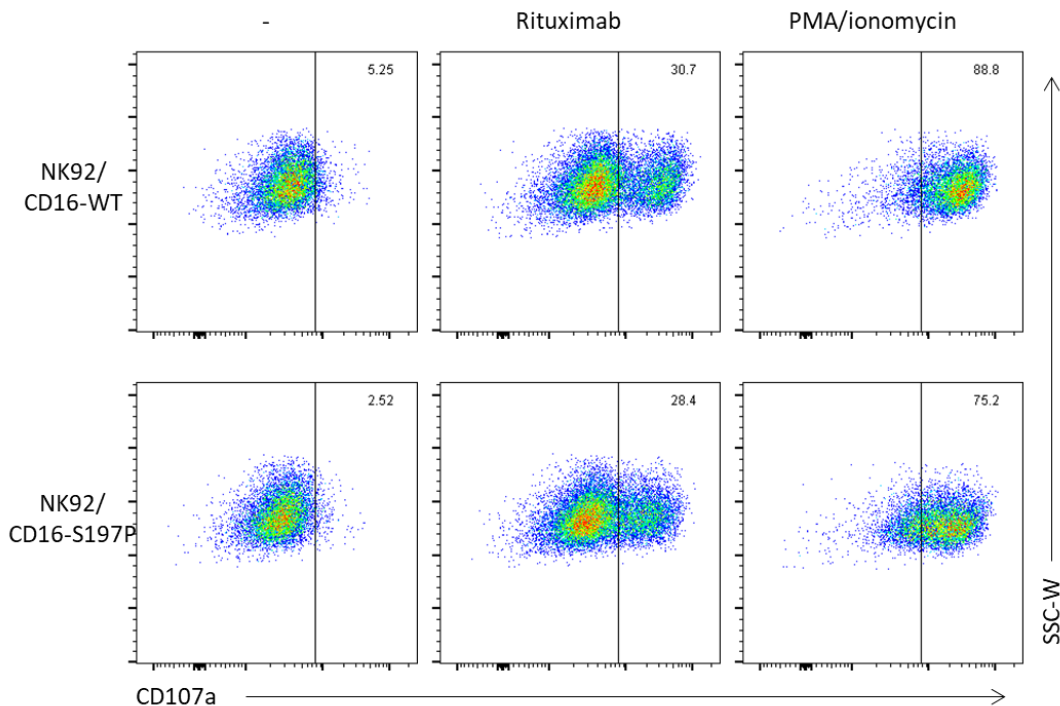 -
Rituximab
PMA/ionomycin
5.25
30.7
88.8
NK92/
CD16-WT
2.52
28.4
75.2
NK92/
CD16-S197P
SSC-W
CD107a